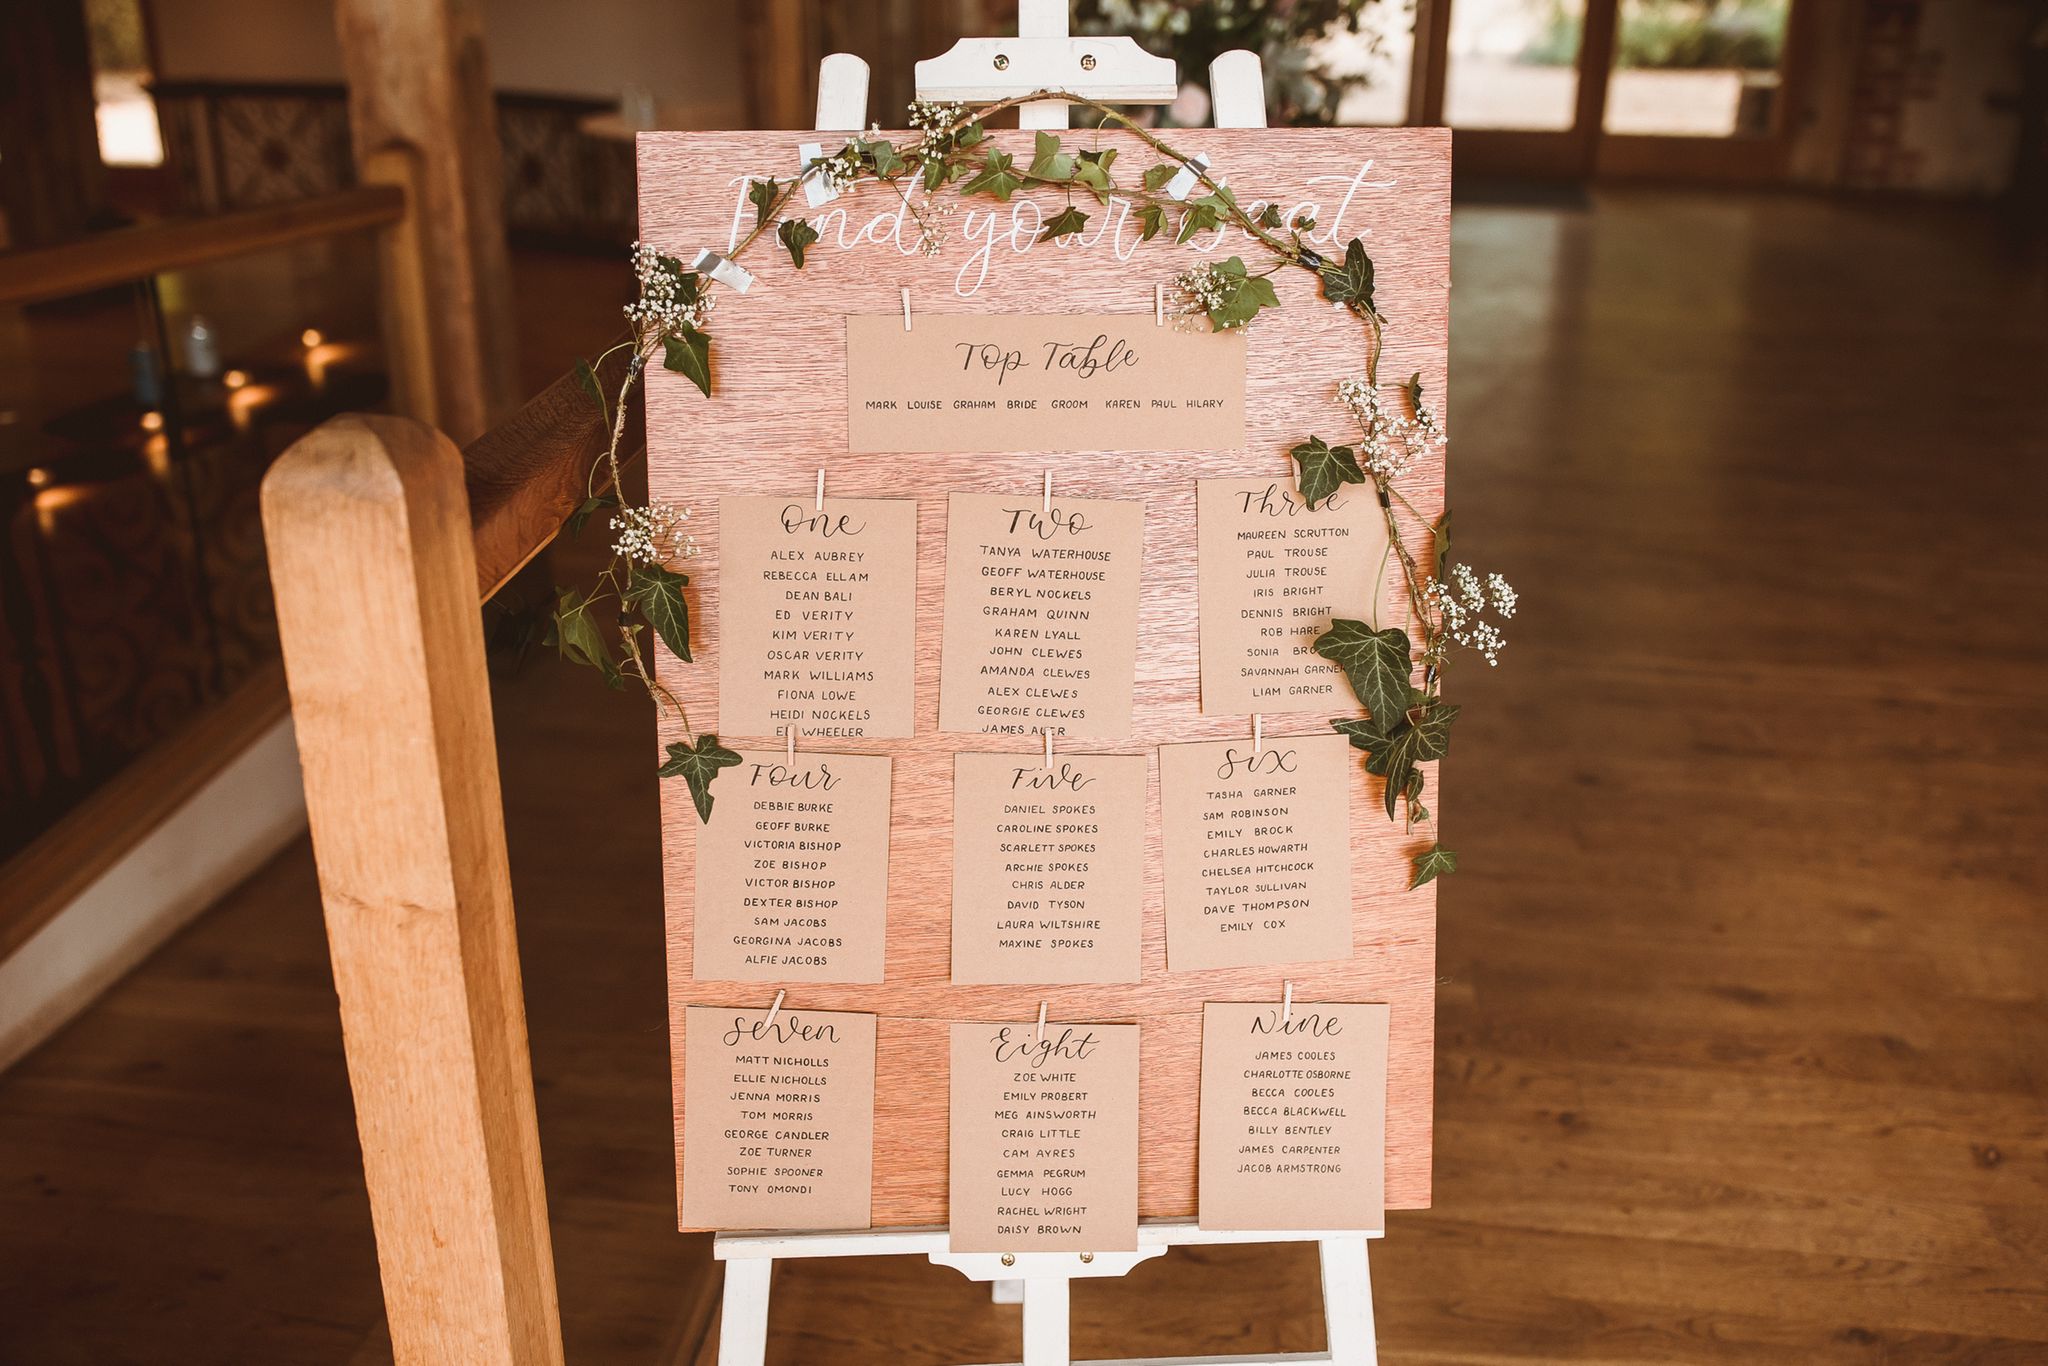 Find your Seat
Top Table
MARK LOUISE GRAHAM BRIDE GROOM KAREN PAUL HILARY
One
ALEX AUBREY
REBECCA ELLAM
DEAN BALI
ED VERITY
KIM VERITY
OSCAR VERITY
MARK WILLIAMS
FIONA LOWE
HEIDI NOCKELS
ED WHEELER
Two
TANYA WATERHOUSE
GEOFF WATERHOUSE
BERYL NOCKELS
GRAHAM QUINN
KAREN LYALL
JOHN CLEWES
AMANDA CLEWES
ALEX CLEWES
GEORGIE CLEWES
JAMES
Three
MAUREEN SCRUTTON
PAUL TROUSE
JULIA TROUSE
IRIS BRIGHT
DENNIS BRIGHT
ROB HARE
SONIA
SAVANNAH GARNER
LIAM GARNER
Four
DEBBIE BURKE
GEOFF BURKE
VICTORIA BISHOP
ZOE BISHOP
VICTOR BISHOP
DEXTER BISHOP
SAM JACOBS
GEORGINA JACOBS
ALFIE JACOBS
Five
DANIEL SPOKES
CAROLINE SPOKES
SCARLETT SPOKES
ARCHIE SPOKES
CHRIS ALDER
DAVID TYSON
LAURA WILTSHIRE
MAXINE SPOKES
Six
TASHA GARNER
SAM ROBINSON
EMILY BROCK
CHARLES HOWARTH
CHELSEA HITCHCOCK
TAYLOR SULLIVAN
DAVE THOMPSON
EMILY COX
Seven
MATT NICHOLLS
ELLIE NICHOLLS
JENNA MORRIS
TOM MORRIS
GEORGE CANDLER
ZOE TURNER
SOPHIE SPOONER
TONY OMONDI
Eight
ZOE WHITE
EMILY PROBERT
MEG AINSWORTH
CRAIG LITTLE
CAM AYRES
GEMMA PEGRUM
LUCY HOGG
RACHEL WRIGHT
DAISY BROWN
Nine
JAMES COOLES
CHARLOTTE OSBORNE
BECCA COOLES
BECCA BLACKWELL
BILLY BENTLEY
JAMES CARPENTER
JACOB ARMSTRONG